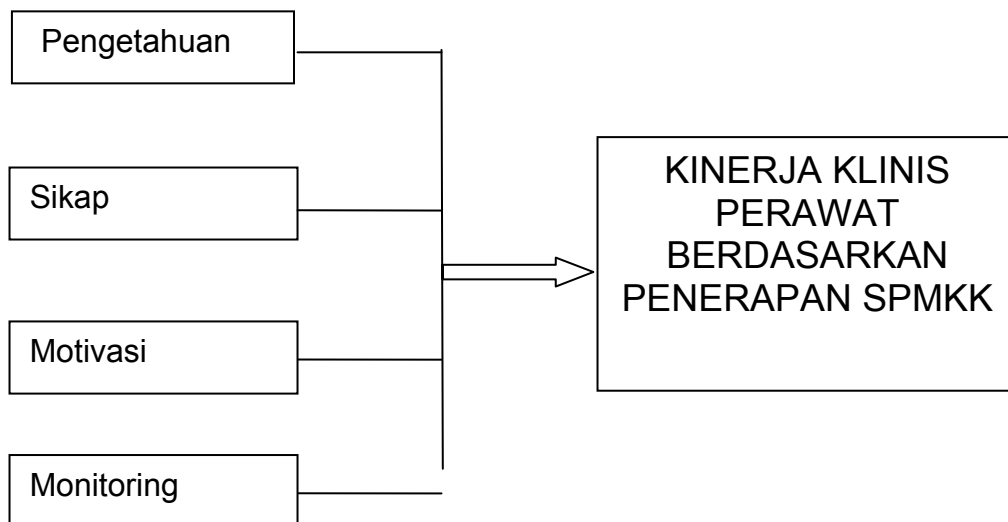 Pengetahuan
Sikap
Motivasi
Monitoring
KINERJA KLINIS
PERAWAT
BERDASARKAN
PENERAPAN SPMKK